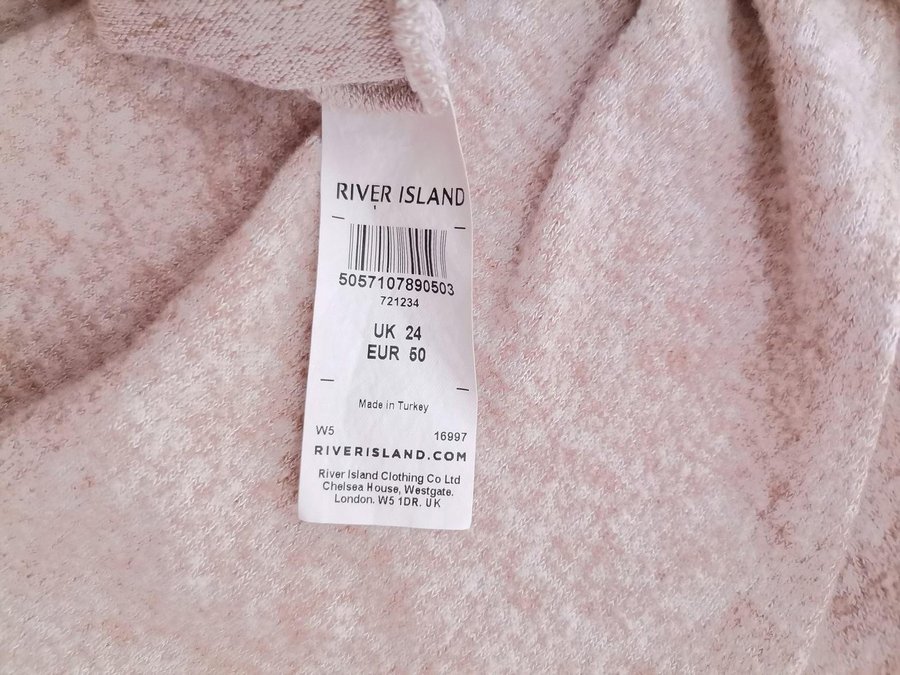 RIVER ISLAND
5057107890503
721234
UK 24
EUR 50
Made in Turkey
W5 16997
RIVERISLAND.COM
River Island Clothing Co Ltd
Chelsea House, Westgate.
London. W5 1DR. UK